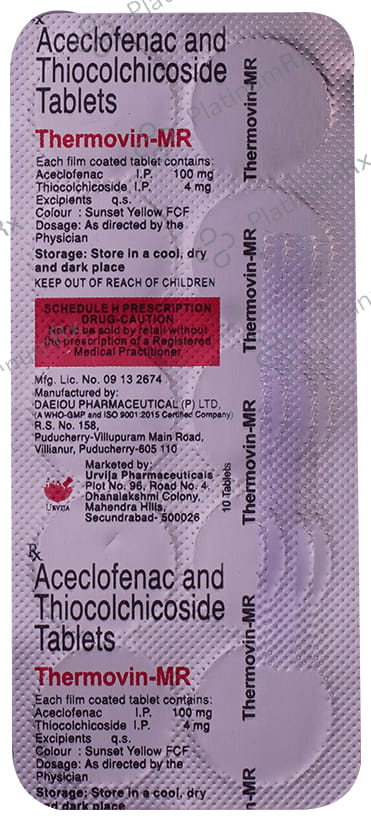 Rx
Aceclofenac and
Thiocolchicoside
Tablets
Thermovin-MR
Each film coated tablet contains:
Aceclofenac I.P. 100 mg
Thiocolchicoside I.P. 4 mg
Excipients q.s.
Colour : Sunset Yellow FCF
Dosage: As directed by the
Physician
Storage: Store in a cool, dry
and dark place
KEEP OUT OF REACH OF CHILDREN
SCHEDULE H PRESCRIPTION
DRUG-CAUTION
Not to be sold by retail without
the prescription of a Registered
Medical Practitioner
Mfg. Lic. No. 09 13 2674
Manufactured by:
DAEIOU PHARMACEUTICAL (P) LTD,
(A WHO-GMP and ISO 9001:2015 Certified Company)
R.S. No. 158,
Puducherry-Villupuram Main Road,
Villianur, Puducherry-605 110
Marketed by:
Urvija Pharmaceuticals
Plot No. 96, Road No. 4,
Dhanalakshmi Colony,
Mahendra Hills,
Secundrabad- 500026
URVIJA
10 Tablets
Rx
Aceclofenac and
Thiocolchicoside
Tablets
Thermovin-MR
Each film coated tablet contains:
Aceclofenac I.P. 100 mg
Thiocolchicoside I.P. 4 mg
Excipients q.s.
Colour : Sunset Yellow FCF
Dosage: As directed by the
Physician
Storage: Store in a cool, dry
and dark place
Thermovin-MR
Thermovin-MR
Thermovin-MR
Thermovin-MR
n-MR
PlatinumRx